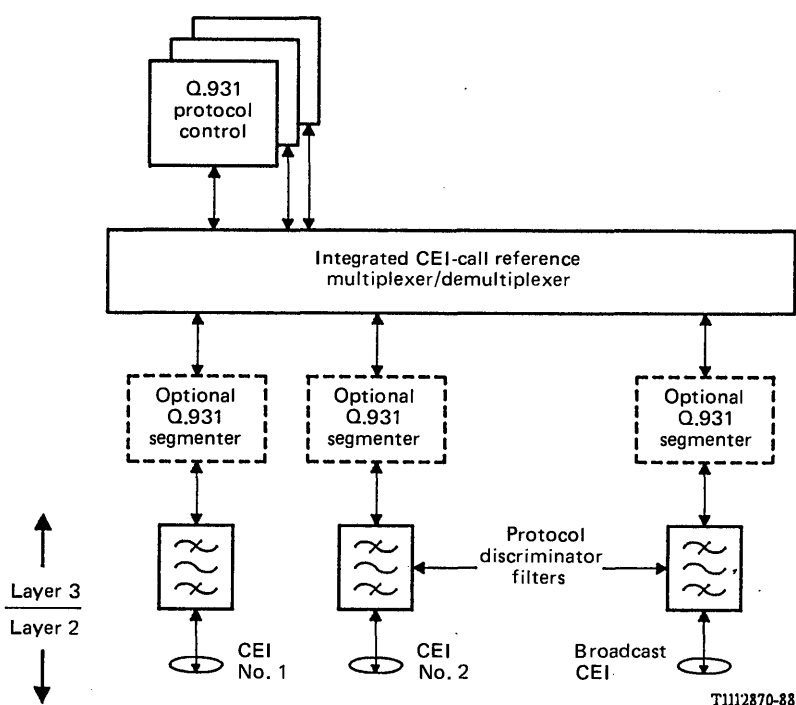 Q.931
protocol
control
Integrated CEI-call reference
multiplexer/demultiplexer
Optional
Q.931
segmenter
Optional
Q.931
segmenter
Optional
Q.931
segmenter
Protocol
discriminator
filters
Layer 3
Layer 2
CEI
No. 1
CEI
No. 2
Broadcast
CEI
T1112870-88